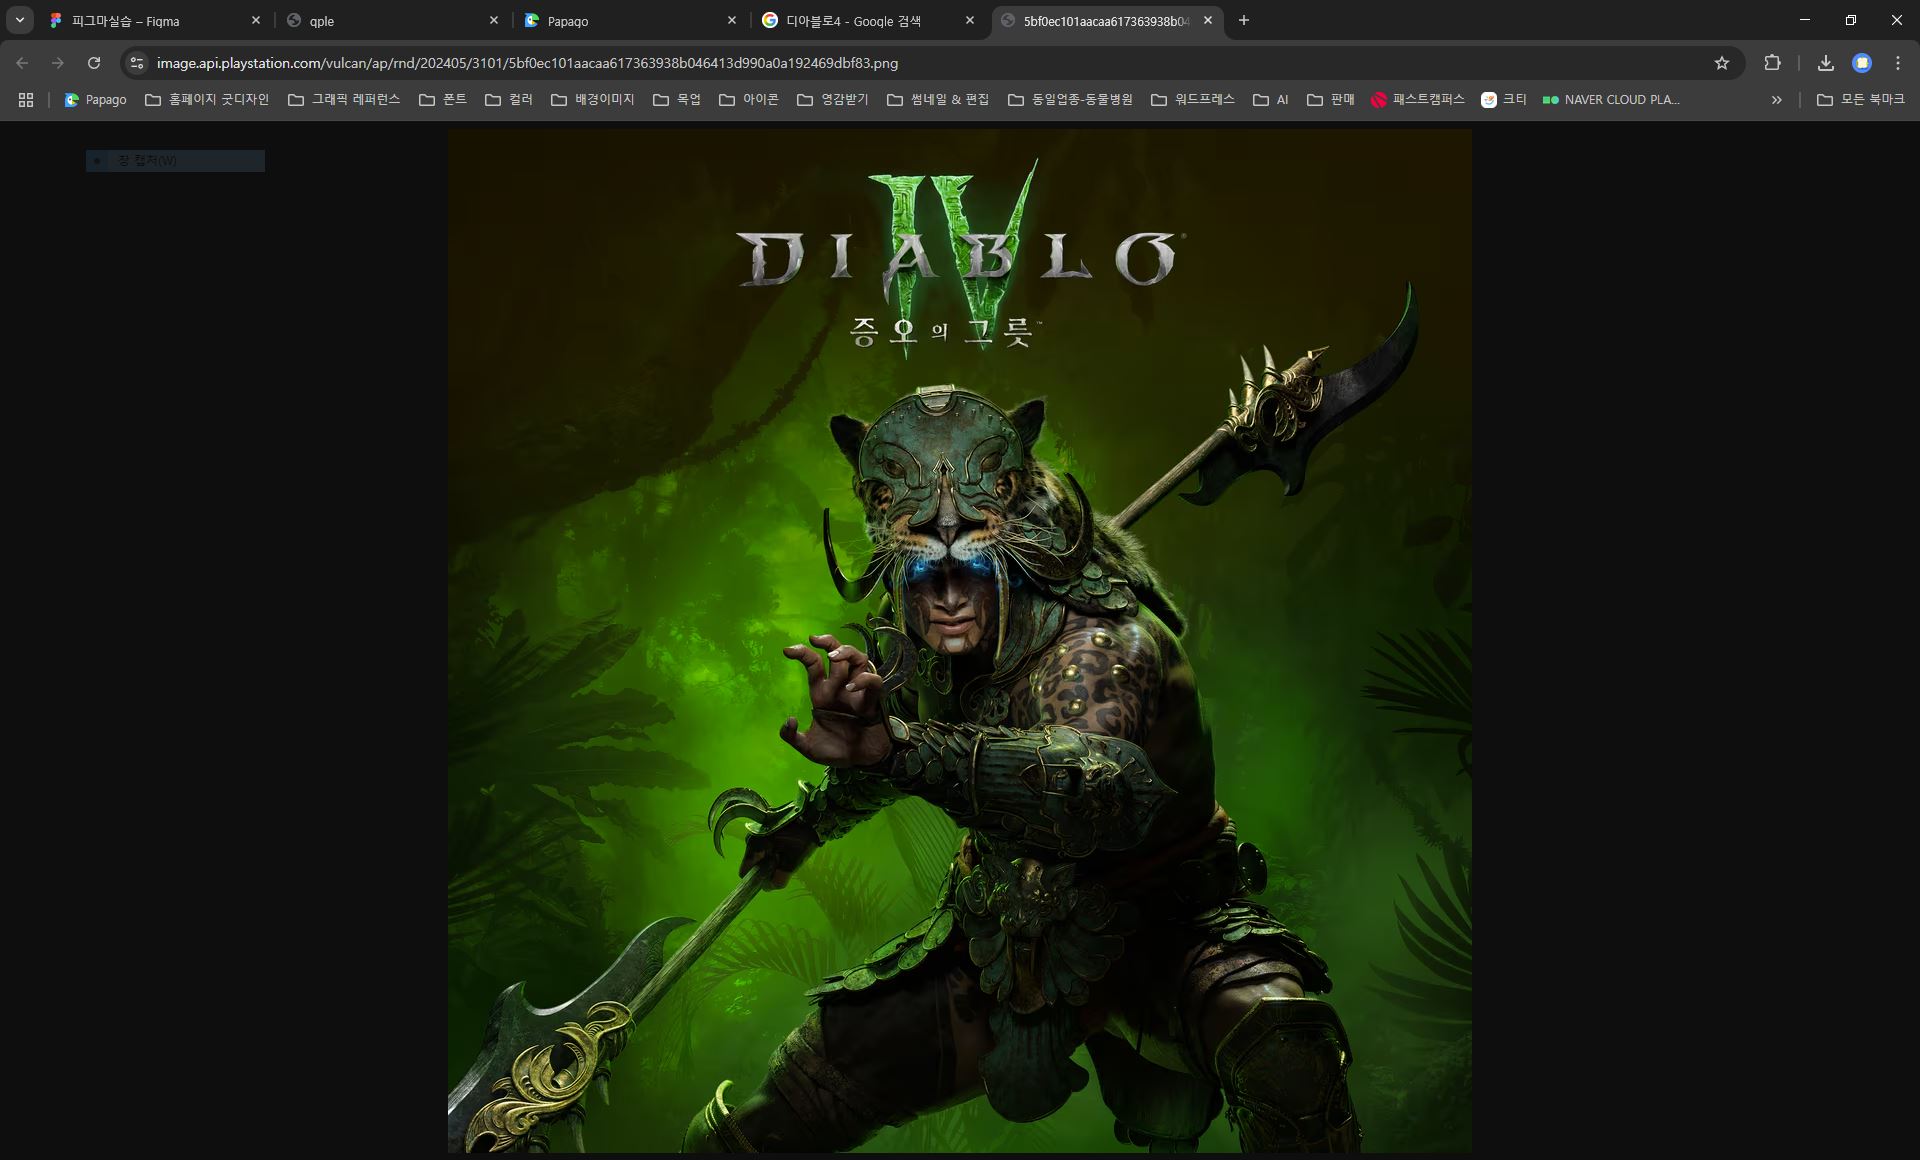 피그마실습 – Figma
qple
Papago
디아블로4 - Google 검색
5bf0ec101aacaa617363938b04
image.api.playstation.com/vulcan/ap/rnd/202405/3101/5bf0ec101aacaa617363938b046413d990a0a192469dbf83.png
Papago
홈페이지 굿디자인
그래픽 레퍼런스
폰트
컬러
배경이미지
목업
아이콘
영감받기
썸네일 & 편집
동일업종-동물병원
워드프레스
AI
판매
패스트캠퍼스
크티
NAVER CLOUD PLA...
모든 북마크
창 캡처(W)
IV
DIABLO®
증오의 그릇™